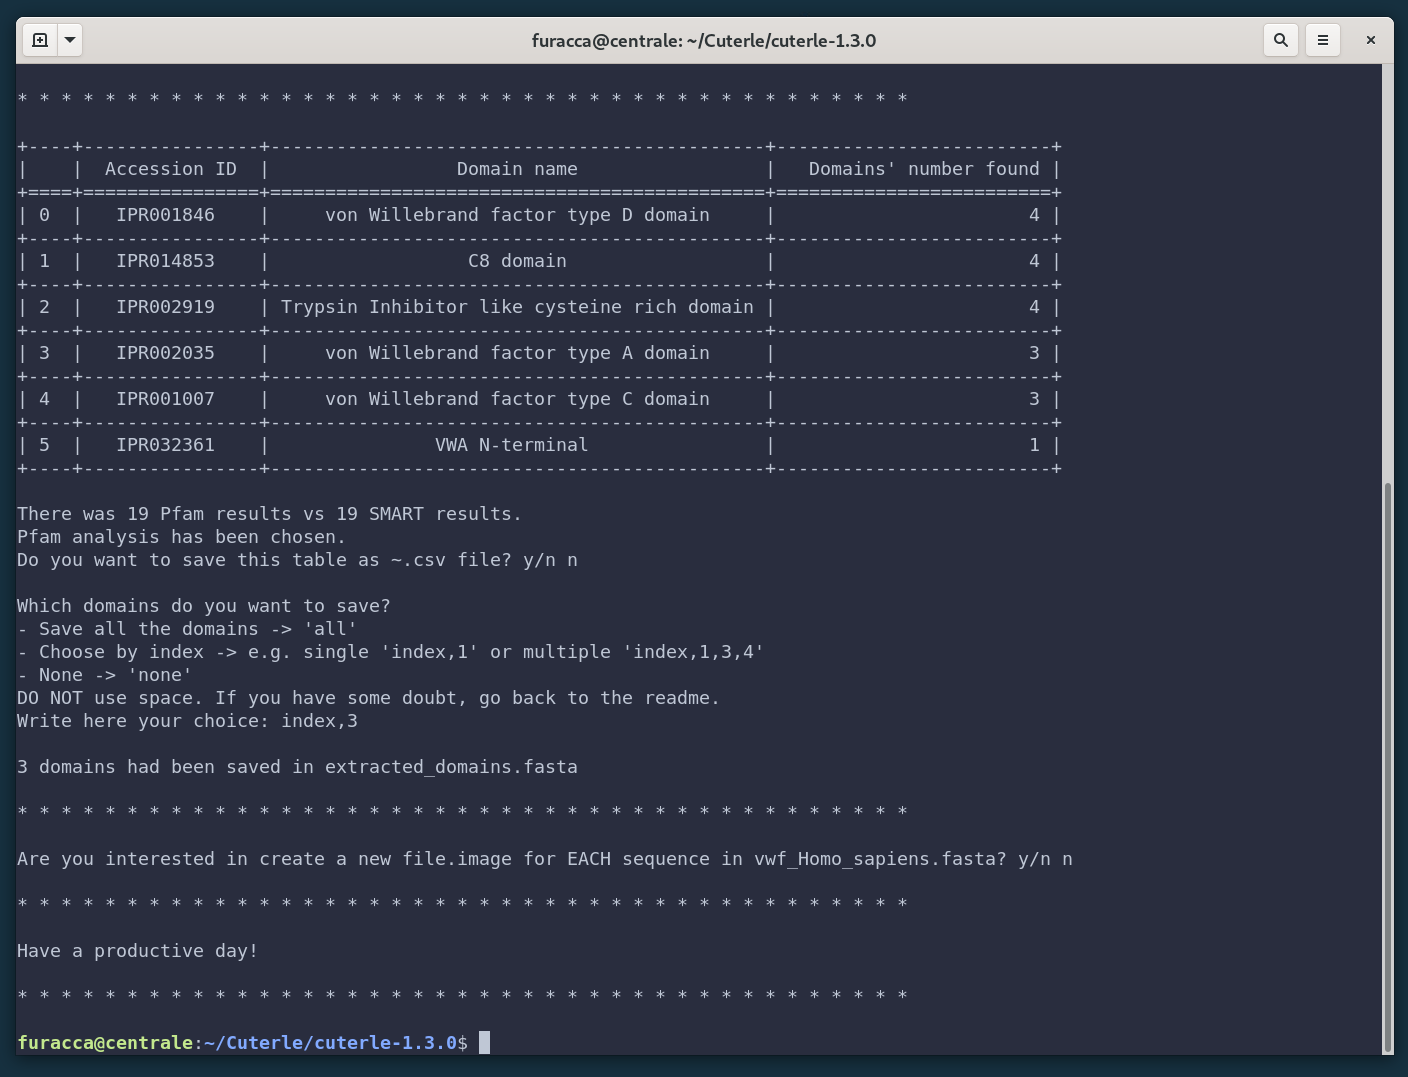 furacca@centrale: ~/Cuterle/cuterle-1.3.0
* * * * * * * * * * * * * * * * * * * * * * * * * * * * * * * * * * * * * * * * *
+----+----------------+---------------------------------------------+-------------------------+
|    |  Accession ID  |                 Domain name                 |   Domains' number found |
+====+================+=============================================+=========================+
| 0  |   IPR001846    |     von Willebrand factor type D domain     |                       4 |
+----+----------------+---------------------------------------------+-------------------------+
| 1  |   IPR014853    |                  C8 domain                  |                       4 |
+----+----------------+---------------------------------------------+-------------------------+
| 2  |   IPR002919    | Trypsin Inhibitor like cysteine rich domain |                       4 |
+----+----------------+---------------------------------------------+-------------------------+
| 3  |   IPR002035    |     von Willebrand factor type A domain     |                       3 |
+----+----------------+---------------------------------------------+-------------------------+
| 4  |   IPR001007    |     von Willebrand factor type C domain     |                       3 |
+----+----------------+---------------------------------------------+-------------------------+
| 5  |   IPR032361    |               VWA N-terminal                |                       1 |
+----+----------------+---------------------------------------------+-------------------------+
There was 19 Pfam results vs 19 SMART results.
Pfam analysis has been chosen.
Do you want to save this table as ~.csv file? y/n n
Which domains do you want to save?
- Save all the domains -> 'all'
- Choose by index -> e.g. single 'index,1' or multiple 'index,1,3,4'
- None -> 'none'
DO NOT use space. If you have some doubt, go back to the readme.
Write here your choice: index,3
3 domains had been saved in extracted_domains.fasta
* * * * * * * * * * * * * * * * * * * * * * * * * * * * * * * * * * * * * * * * *
Are you interested in create a new file.image for EACH sequence in vwf_Homo_sapiens.fasta? y/n n
* * * * * * * * * * * * * * * * * * * * * * * * * * * * * * * * * * * * * * * * *
Have a productive day!
* * * * * * * * * * * * * * * * * * * * * * * * * * * * * * * * * * * * * * * * *
furacca@centrale:~/Cuterle/cuterle-1.3.0$